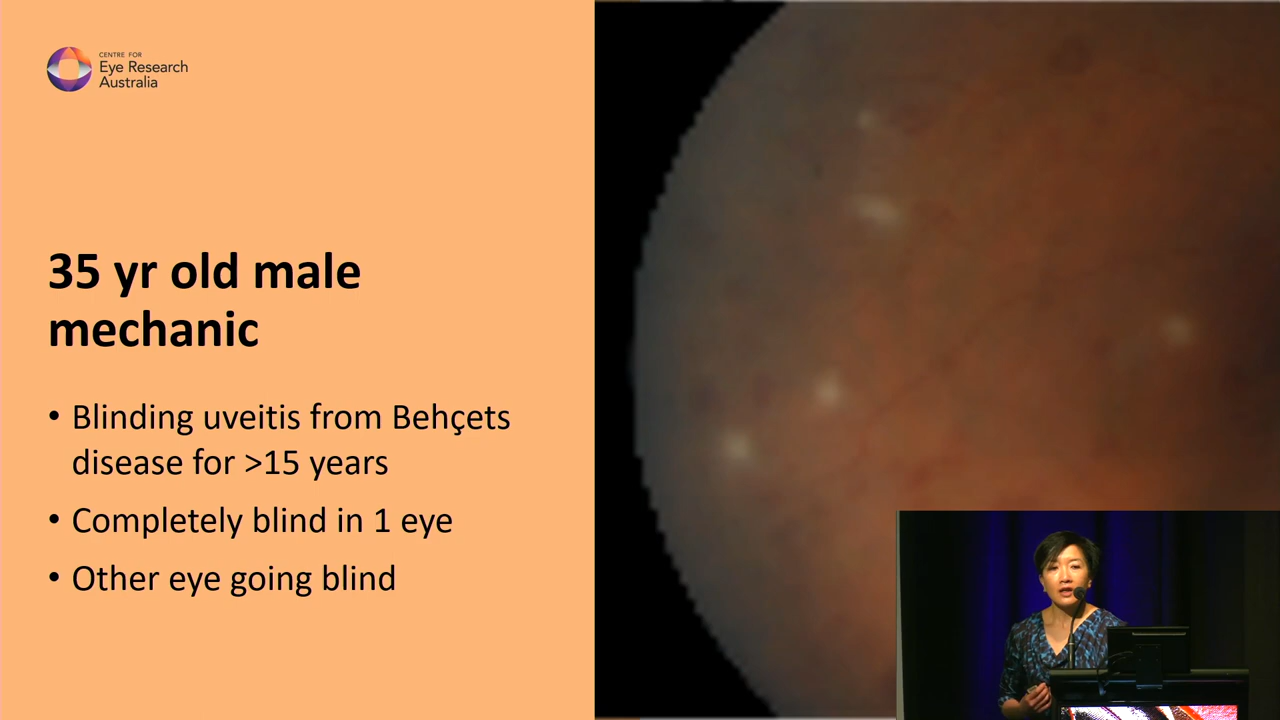 CENTRE FOR
Eye Research
Australia
35 yr old male
mechanic
• Blinding uveitis from Behçets
disease for >15 years
• Completely blind in 1 eye
• Other eye going blind